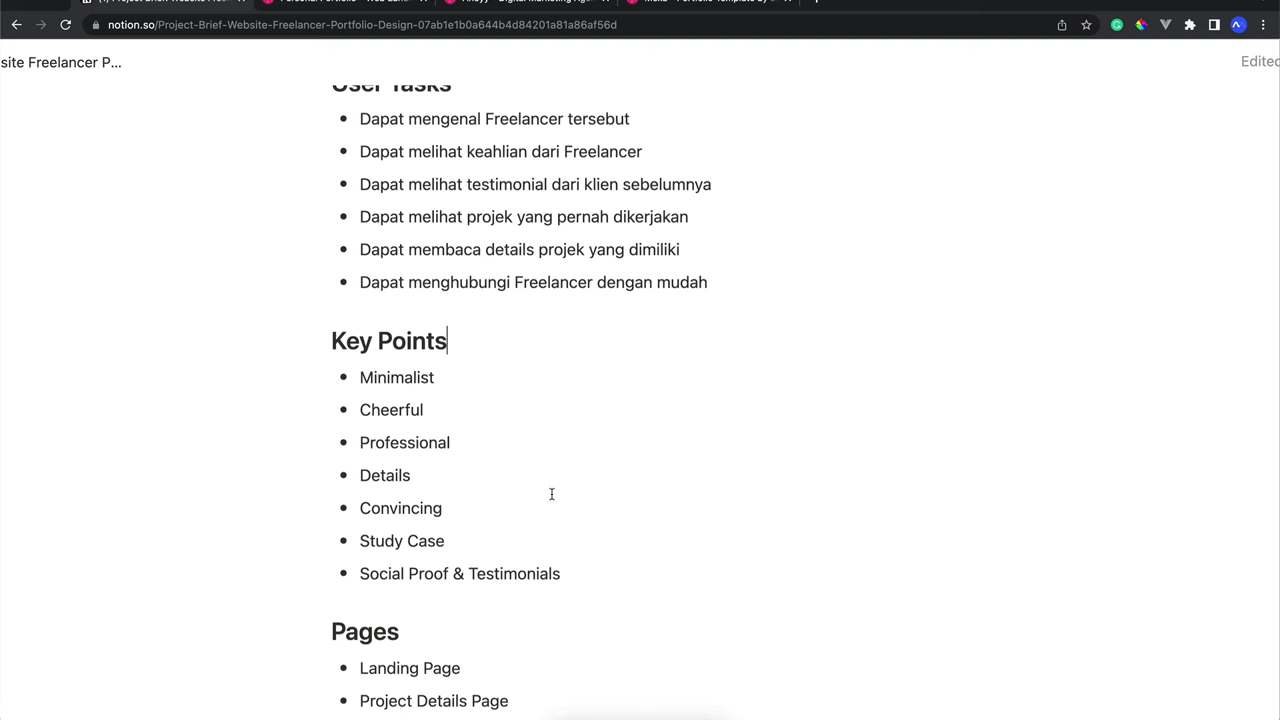 notion.so/Project-Brief-Website-Freelancer-Portfolio-Design-07ab1e1b0a644b4d84201a81a86af56d
site Freelancer P...
Edited
User Tasks
• Dapat mengenal Freelancer tersebut
• Dapat melihat keahlian dari Freelancer
• Dapat melihat testimonial dari klien sebelumnya
• Dapat melihat projek yang pernah dikerjakan
• Dapat membaca details projek yang dimiliki
• Dapat menghubungi Freelancer dengan mudah
Key Points
• Minimalist
• Cheerful
• Professional
• Details
• Convincing
• Study Case
• Social Proof & Testimonials
Pages
• Landing Page
• Project Details Page